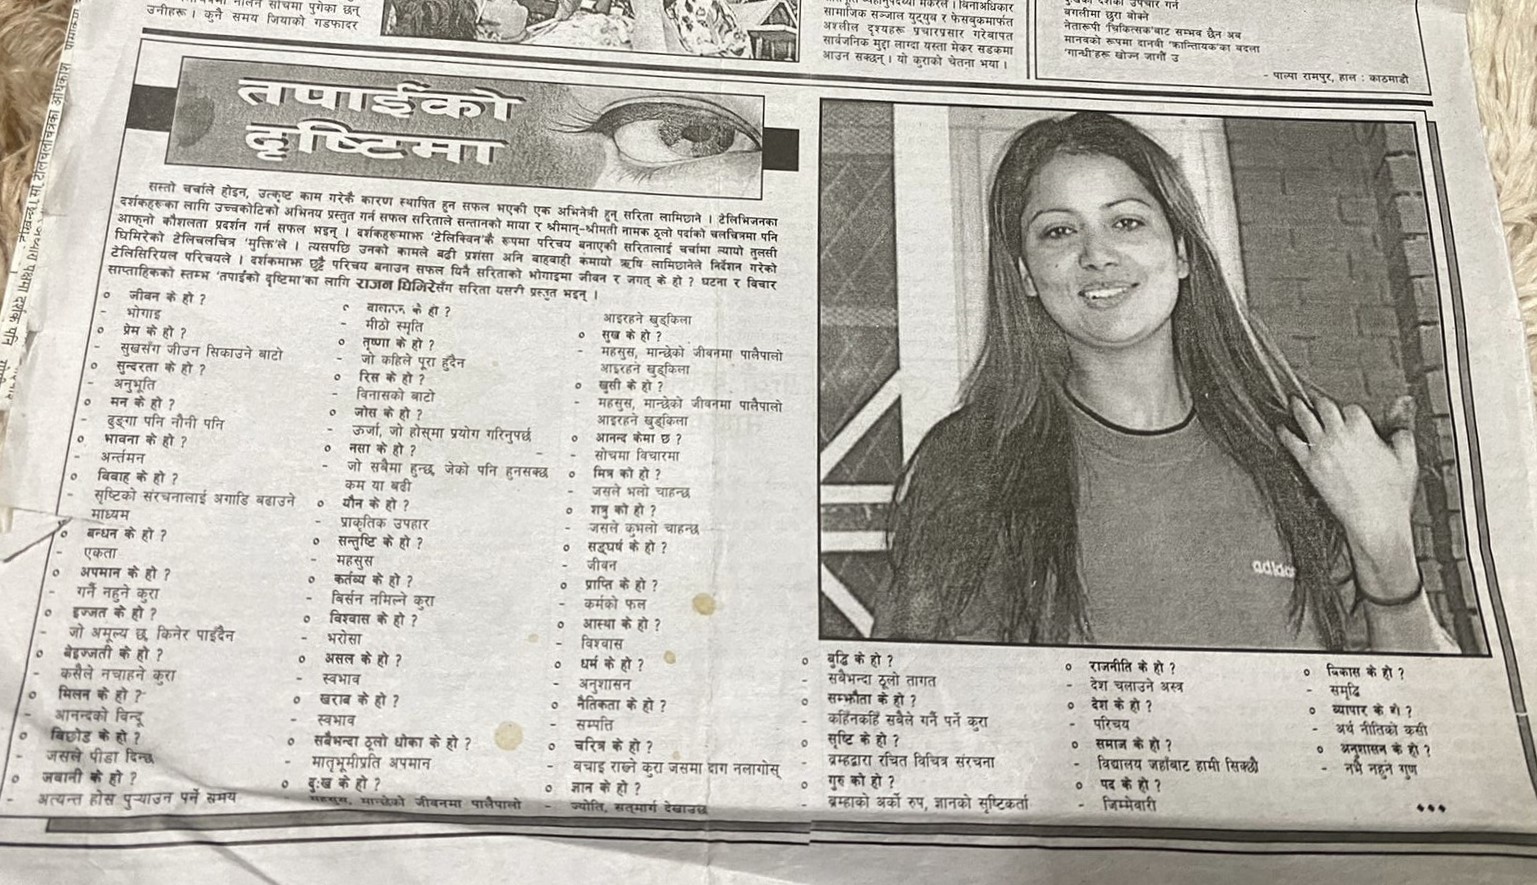 उनीहरू । कुनै समय जियाको गडफादर
सामाजिक सञ्जाल युट्युब र फेसबुकमार्फत
अश्लील दृश्यहरू प्रचारप्रसार गरेबापत
सार्वजनिक मुद्दा लाग्दा यस्ता मेकर सडकमा
आउन सक्छन् । यो कुराको चेतना भया ।
बगलीमा छुरा बोक्ने
नेतारूपी 'चिकित्सक'बाट सम्भव छैन अब
मानवको रूपमा दानवी 'क्रान्तिनायक'का बदला
'गान्धी'हरू खोज्न जागौं उ
- पाल्पा रामपुर, हाल : काठमाडौं
तपाईंको
दृष्टिमा
सस्तो चर्चाले होइन, उत्कृष्ट काम गरेकै कारण स्थापित हुन सफल भएकी एक अभिनेत्री हुन् सरिता लामिछाने । टेलिभिजनका
दर्शकहरूका लागि उच्चकोटिको अभिनय प्रस्तुत गर्न सफल सरिताले सन्तानको माया र श्रीमान्-श्रीमती नामक ठूलो पर्दाको चलचित्रमा पनि
आफ्नो कौशलता प्रदर्शन गर्न सफल भइन् । दर्शकहरूमाझ 'टेलिक्विन'कै रूपमा परिचय बनाएकी सरितालाई चर्चामा ल्यायो तुलसी
घिमिरेको टेलिचलचित्र 'मुक्ति'ले । त्यसपछि उनको कामले बढी प्रशंसा अनि वाहवाही कमायो ऋषि लामिछानेले निर्देशन गरेको
टेलिसिरियल परिचयले । दर्शकमाझ छुट्टै परिचय बनाउन सफल यिनै सरिताको भोगाइमा जीवन र जगत् के हो ? घटना र विचार
साप्ताहिकको स्तम्भ 'तपाईंको दृष्टिमा'का लागि राजन घिमिरेसँग सरिता यसरी प्रस्तुत भइन् ।
० जीवन के हो ?
- भोगाइ
० प्रेम के हो ?
- सुखसँग जीउन सिकाउने बाटो
० सुन्दरता के हो ?
- अनुभूति
० मन के हो ?
- ढुङ्गा पनि नौनी पनि
० भावना के हो ?
- अर्न्तमन
० विवाह के हो ?
- सृष्टिको संरचनालाई अगाडि बढाउने
माध्यम
० बन्धन के हो ?
- एकता
० अपमान के हो ?
- गर्नै नहुने कुरा
० इज्जत के हो ?
- जो अमूल्य छ, किनेर पाइँदैन
० बेइज्जती के हो ?
- कसैले नचाहने कुरा
० मिलन के हो ?
- आनन्दको विन्दू
० बिछोड के हो ?
- जसले पीडा दिन्छ
० जवानी के हो ?
- अत्यन्त होस पुऱ्याउन पर्ने समय
० बालापन के हो ?
- मीठो स्मृति
० तृष्णा के हो ?
- जो कहिले पूरा हुँदैन
० रिस के हो ?
- विनासको बाटो
० जोस के हो ?
- ऊर्जा, जो होस्‌मा प्रयोग गरिनुपर्छ
० नसा के हो ?
- जो सबैमा हुन्छ, जेको पनि हुनसक्छ
कम या बढी
० यौन के हो ?
- प्राकृतिक उपहार
० सन्तुष्टि के हो ?
- महसुस
० कर्तव्य के हो ?
- बिर्सन नमिल्ने कुरा
० विश्वास के हो ?
- भरोसा
० असल के हो ?
- स्वभाव
० खराब के हो ?
- स्वभाव
० सबैभन्दा ठूलो धोका के हो ?
- मातृभूमीप्रति अपमान
० दुःख के हो ?
- महसुस, मान्छेको जीवनमा पालैपालो
आइरहने खुड्किला
० सुख के हो ?
- महसुस, मान्छेको जीवनमा पालैपालो
आइरहने खुड्किला
० खुसी के हो ?
- महसुस, मान्छेको जीवनमा पालैपालो
आइरहने खुड्किला
० आनन्द केमा छ ?
- सोचमा विचारमा
० मित्र को हो ?
- जसले भलो चाहन्छ
० शत्रु को हो ?
- जसले कुभलो चाहन्छ
० सङ्घर्ष के हो ?
- जीवन
० प्राप्ति के हो ?
- कर्मको फल
० आस्था के हो ?
- विश्वास
० धर्म के हो ?
- अनुशासन
० नैतिकता के हो ?
- सम्पति
० चरित्र के हो ?
- बचाइ राख्ने कुरा जसमा दाग नलागोस्
० ज्ञान के हो ?
- ज्योति, सत्‌मार्ग देखाउछ
adidas
० बुद्धि के हो ?
- सबैभन्दा ठूलो तागत
० सम्झौता के हो ?
- कहिँनकहिँ सबैले गर्नै पर्ने कुरा
० सृष्टि के हो ?
- ब्रम्हद्वारा रचित विचित्र संरचना
० गुरु को हो ?
- ब्रम्हाको अर्को रुप, ज्ञानको सृष्टिकर्ता
० राजनीति के हो ?
- देश चलाउने अस्त्र
० देश के हो ?
- परिचय
० समाज के हो ?
- विद्यालय जहाँबाट हामी सिक्छौं
० पद के हो ?
- जिम्मेवारी
० विकास के हो ?
- समृद्धि
० व्यापार के हो ?
- अर्थ नीतिको कसी
० अनुशासन के हो ?
- नभै नहुने गुण